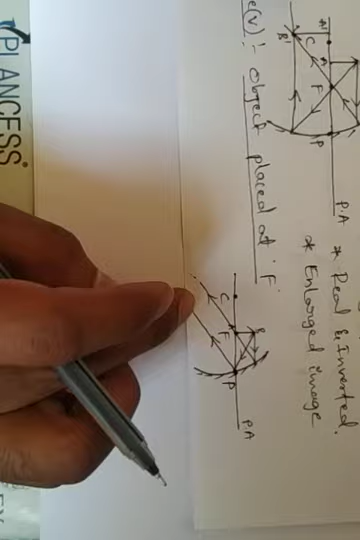 P.A
* Real & Inverted.
* Enlarged image
e(v): object placed at 'F'
A'
B'
C
F
P
C
F
P
P.A
PLANCESS